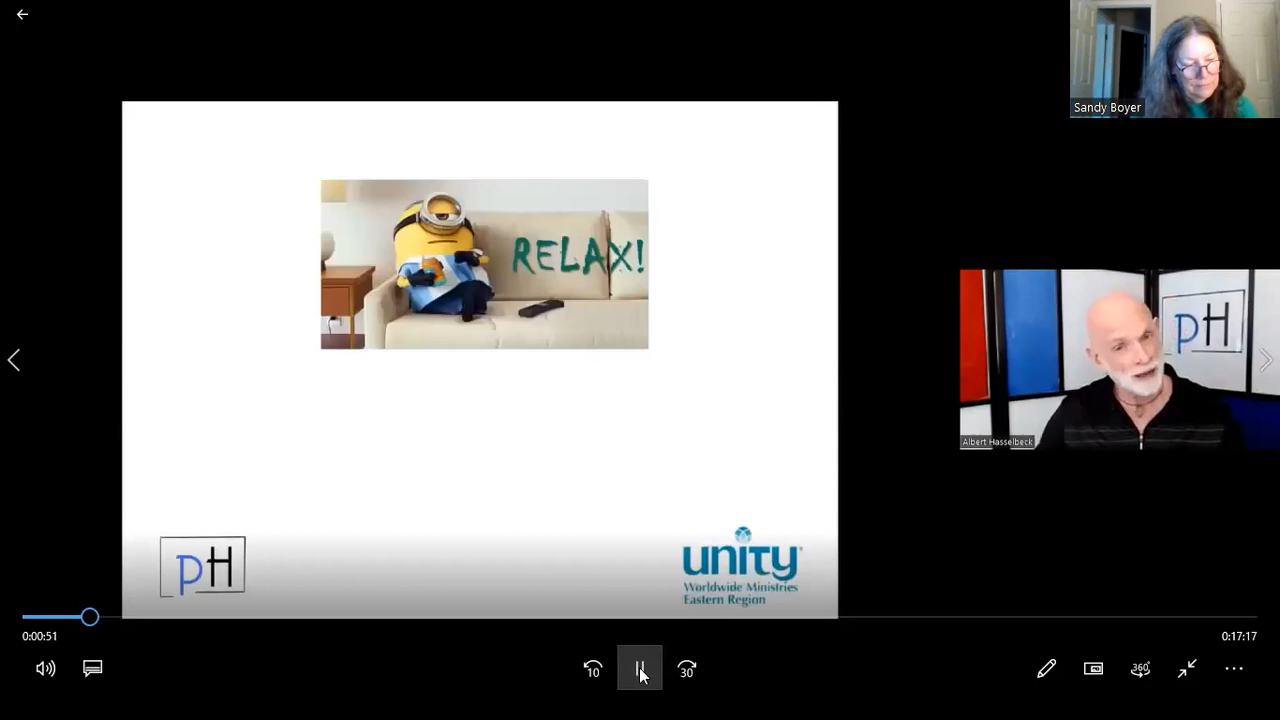 Sandy Boyer
RELAX!
pH
Albert Hasselbeck
pH
unity
Worldwide Ministries
Eastern Region
0:00:51
0:17:17
10
30
360